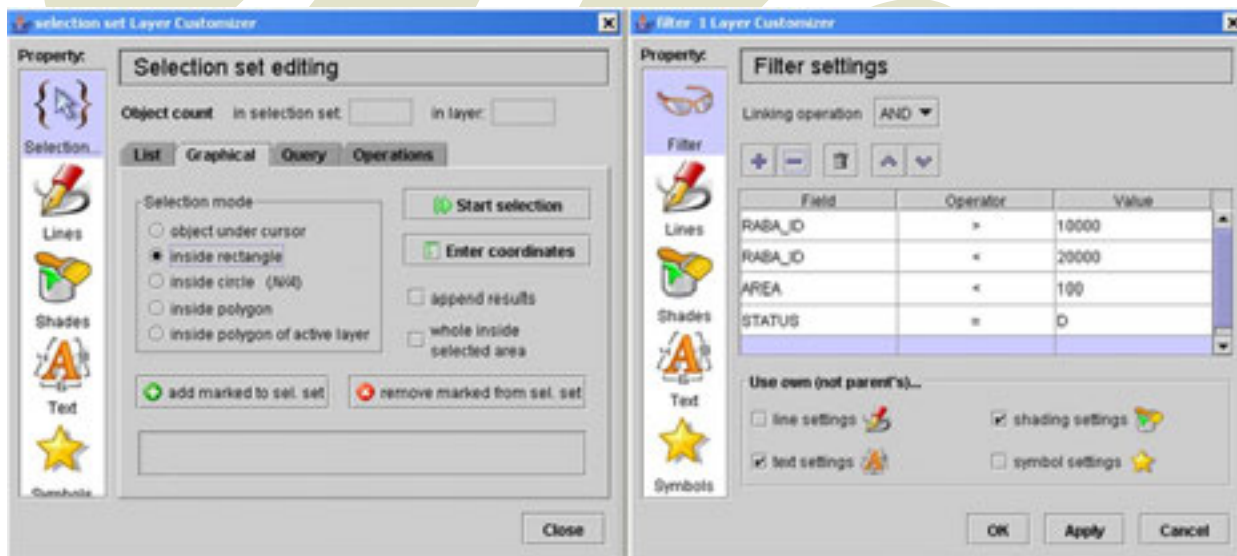 selection set Layer Customizer
Property:
Selection...
Lines
Shades
Text
Symbols
Selection set editing
Object count in selection set: in layer:
List Graphical Query Operations
Selection mode
object under cursor
inside rectangle
inside circle (N/A)
inside polygon
inside polygon of active layer
Start selection
Enter coordinates
append results
whole inside
selected area
add marked to sel. set
remove marked from sel. set
Close
filter 1 Layer Customizer
Property:
Filter
Lines
Shades
Text
Symbols
Filter settings
Linking operation AND
Field Operator Value
RABA_ID > 10000
RABA_ID < 20000
AREA < 100
STATUS = D
Use own (not parent's)...
line settings
shading settings
text settings
symbol settings
OK Apply Cancel